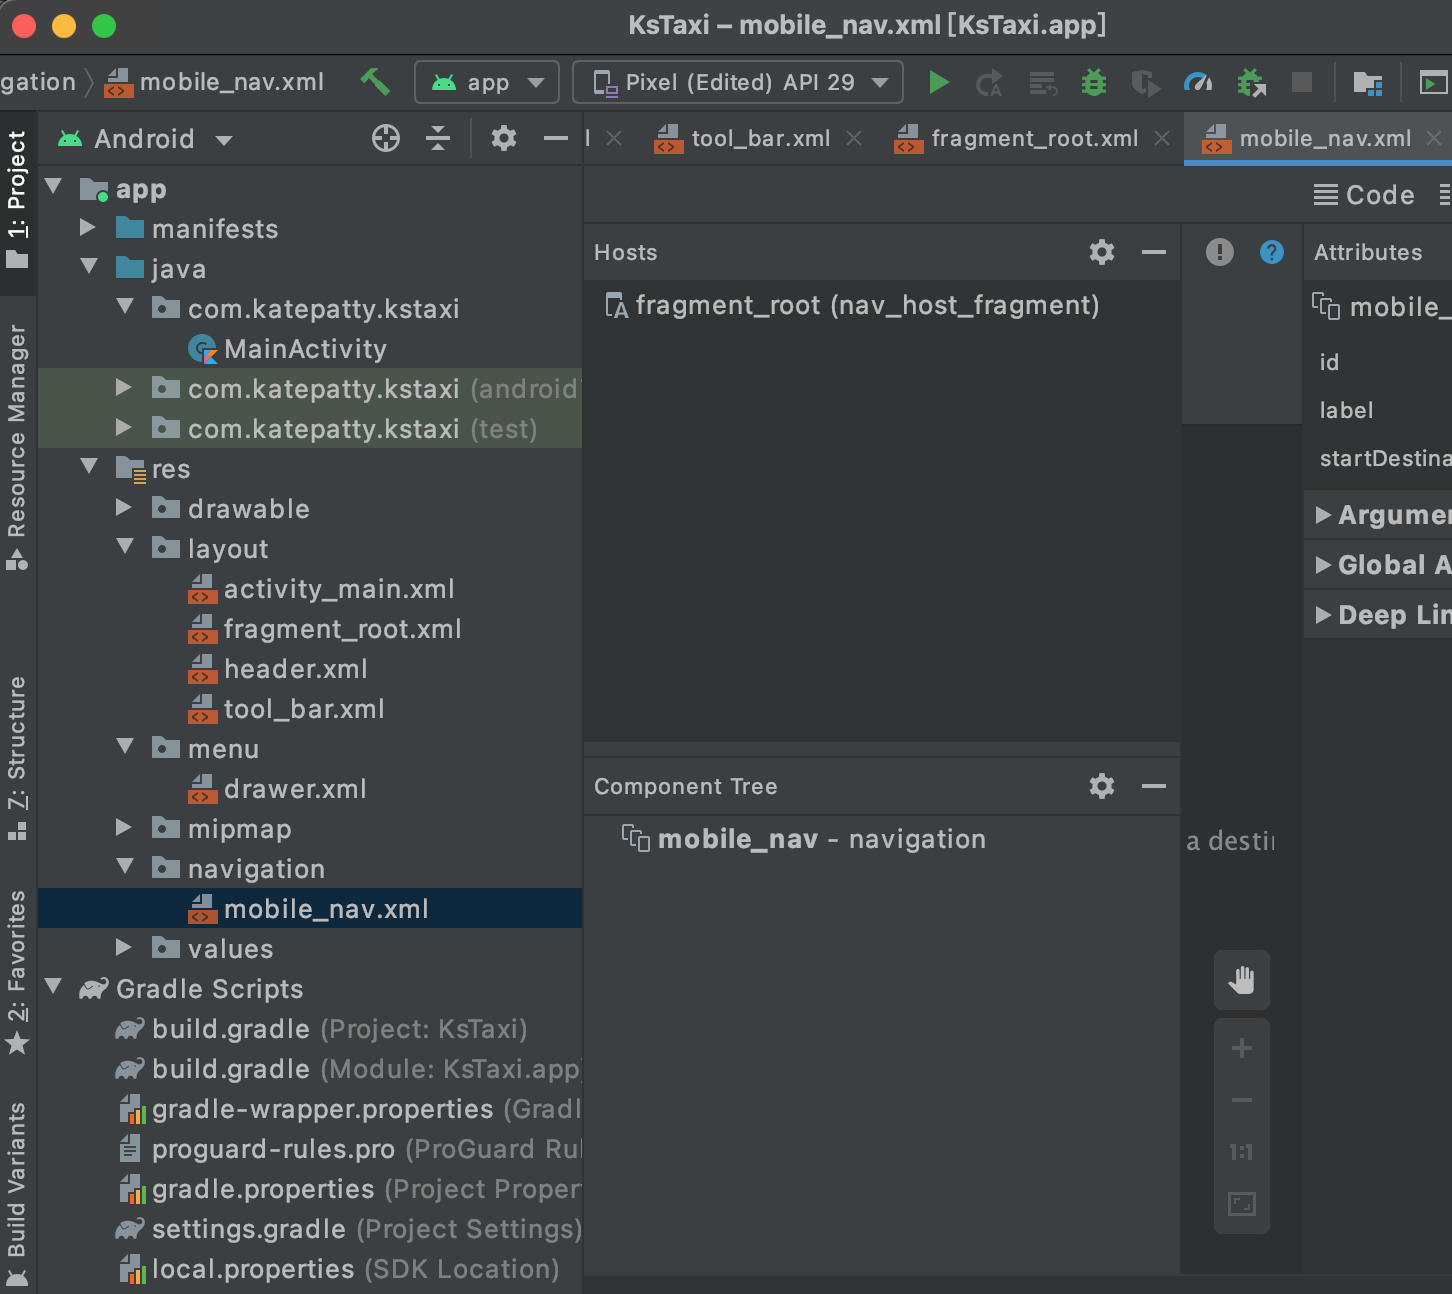 KsTaxi – mobile_nav.xml [KsTaxi.app]
gation
mobile_nav.xml
app
Pixel (Edited) API 29
Android
tool_bar.xml
fragment_root.xml
mobile_nav.xml
Code
1: Project
Resource Manager
7: Structure
2: Favorites
Build Variants
app
manifests
java
com.katepatty.kstaxi
MainActivity
com.katepatty.kstaxi (android
com.katepatty.kstaxi (test)
res
drawable
layout
activity_main.xml
fragment_root.xml
header.xml
tool_bar.xml
menu
drawer.xml
mipmap
navigation
mobile_nav.xml
values
Gradle Scripts
build.gradle (Project: KsTaxi)
build.gradle (Module: KsTaxi.app
gradle-wrapper.properties (Gradl
proguard-rules.pro (ProGuard Ru
gradle.properties (Project Proper
settings.gradle (Project Settings)
local.properties (SDK Location)
Hosts
fragment_root (nav_host_fragment)
Component Tree
mobile_nav - navigation
a desti
1:1
Attributes
mobile_
id
label
startDestina
Argumen
Global A
Deep Lin